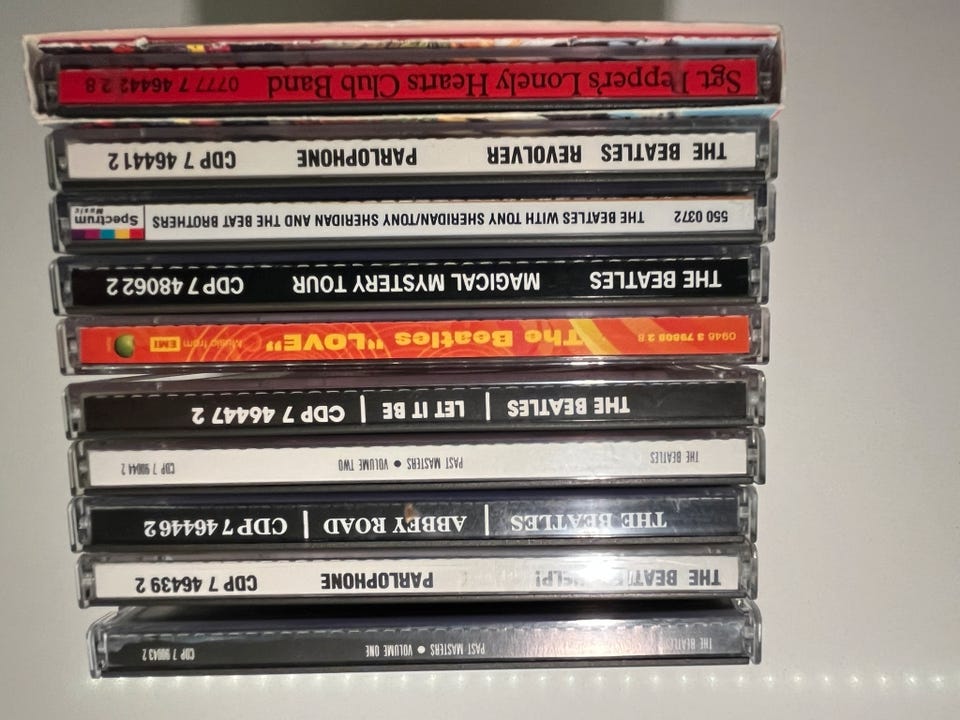 Sgt. Pepper's Lonely Hearts Club Band 0777 7 46442 2 8
THE BEATLES REVOLVER PARLOPHONE CDP 7 46441 2
550 0372 THE BEATLES WITH TONY SHERIDAN/TONY SHERIDAN AND THE BEAT BROTHERS Spectrum Music
THE BEATLES MAGICAL MYSTERY TOUR CDP 7 48062 2
0946 3 79808 2 8 The Beatles "LOVE" Music from EMI
THE BEATLES | LET IT BE | CDP 7 46447 2
THE BEATLES PAST MASTERS • VOLUME TWO CDP 7 90044 2
THE BEATLES | ABBEY ROAD | CDP 7 46446 2
THE BEATLES HELP! PARLOPHONE CDP 7 46439 2
THE BEATLES PAST MASTERS • VOLUME ONE CDP 7 90043 2